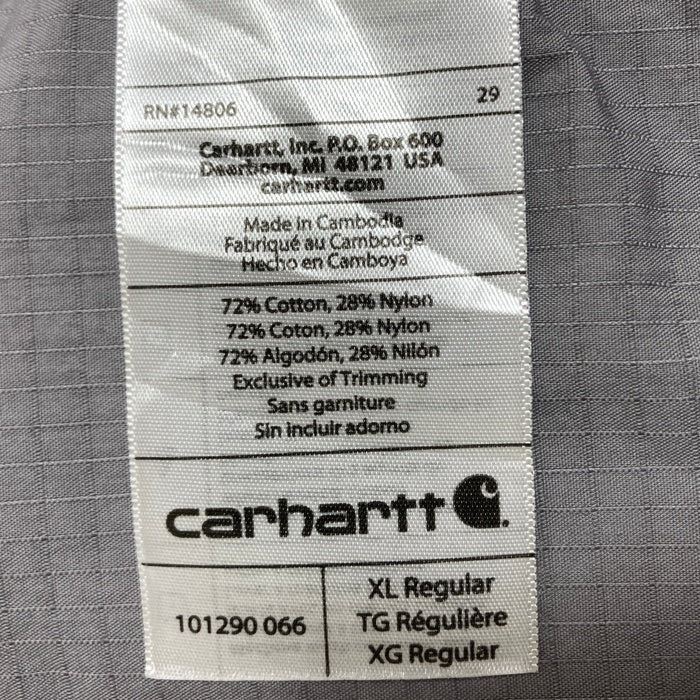 RN#14806 29
Carhartt, Inc. P.O. Box 600
Dearborn, MI 48121 USA
carhartt.com
Made in Cambodia
Fabriqué au Cambodge
Hecho en Camboya
72% Cotton, 28% Nylon
72% Coton, 28% Nylon
72% Algodón, 28% Nilón
Exclusive of Trimming
Sans garniture
Sin incluir adorno
carhartt
101290 066
XL Regular
TG Régulière
XG Regular